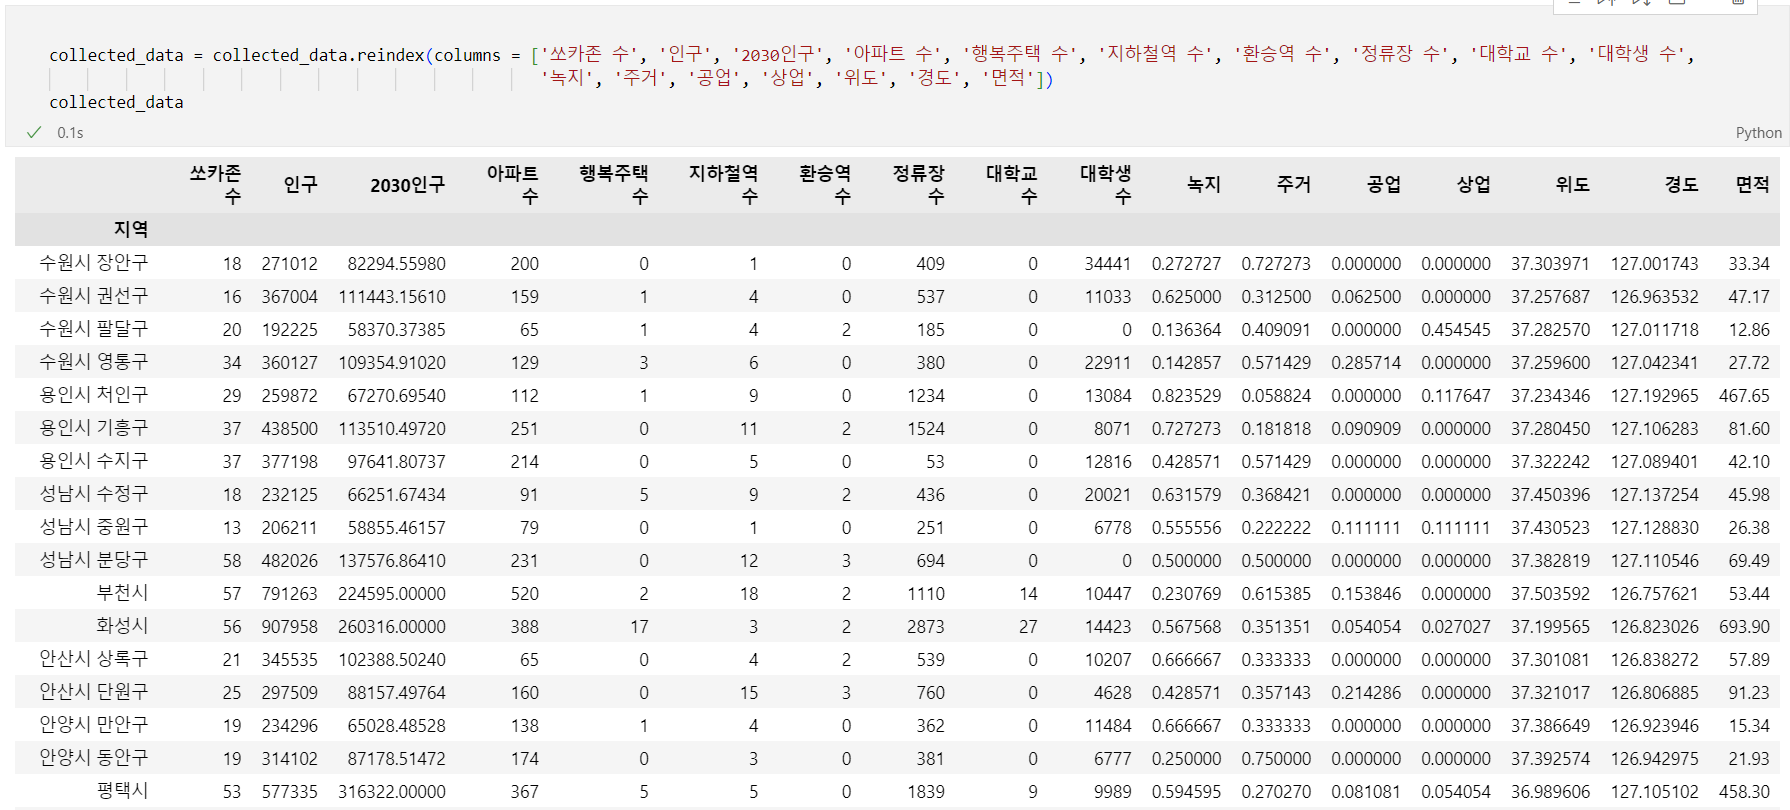 collected_data = collected_data.reindex(columns = ['쏘카존 수', '인구', '2030인구', '아파트 수', '행복주택 수', '지하철역 수', '환승역 수', '정류장 수', '대학교 수', '대학생 수',
'녹지', '주거', '공업', '상업', '위도', '경도', '면적'])
collected_data
0.1s Python
쏘카존 수 인구 2030인구 아파트 수 행복주택 수 지하철역 수 환승역 수 정류장 수 대학교 수 대학생 수 녹지 주거 공업 상업 위도 경도 면적
지역
수원시 장안구 18 271012 82294.55980 200 0 1 0 409 0 34441 0.272727 0.727273 0.000000 0.000000 37.303971 127.001743 33.34
수원시 권선구 16 367004 111443.15610 159 1 4 0 537 0 11033 0.625000 0.312500 0.062500 0.000000 37.257687 126.963532 47.17
수원시 팔달구 20 192225 58370.37385 65 1 4 2 185 0 0 0.136364 0.409091 0.000000 0.454545 37.282570 127.011718 12.86
수원시 영통구 34 360127 109354.91020 129 3 6 0 380 0 22911 0.142857 0.571429 0.285714 0.000000 37.259600 127.042341 27.72
용인시 처인구 29 259872 67270.69540 112 1 9 0 1234 0 13084 0.823529 0.058824 0.000000 0.117647 37.234346 127.192965 467.65
용인시 기흥구 37 438500 113510.49720 251 0 11 2 1524 0 8071 0.727273 0.181818 0.090909 0.000000 37.280450 127.106283 81.60
용인시 수지구 37 377198 97641.80737 214 0 5 0 53 0 12816 0.428571 0.571429 0.000000 0.000000 37.322242 127.089401 42.10
성남시 수정구 18 232125 66251.67434 91 5 9 2 436 0 20021 0.631579 0.368421 0.000000 0.000000 37.450396 127.137254 45.98
성남시 중원구 13 206211 58855.46157 79 0 1 0 251 0 6778 0.555556 0.222222 0.111111 0.111111 37.430523 127.128830 26.38
성남시 분당구 58 482026 137576.86410 231 0 12 3 694 0 0 0.500000 0.500000 0.000000 0.000000 37.382819 127.110546 69.49
부천시 57 791263 224595.00000 520 2 18 2 1110 14 10447 0.230769 0.615385 0.153846 0.000000 37.503592 126.757621 53.44
화성시 56 907958 260316.00000 388 17 3 2 2873 27 14423 0.567568 0.351351 0.054054 0.027027 37.199565 126.823026 693.90
안산시 상록구 21 345535 102388.50240 65 0 4 2 539 0 10207 0.666667 0.333333 0.000000 0.000000 37.301081 126.838272 57.89
안산시 단원구 25 297509 88157.49764 160 0 15 3 760 0 4628 0.428571 0.357143 0.214286 0.000000 37.321017 126.806885 91.23
안양시 만안구 19 234296 65028.48528 138 1 4 0 362 0 11484 0.666667 0.333333 0.000000 0.000000 37.386649 126.923946 15.34
안양시 동안구 19 314102 87178.51472 174 0 3 0 381 0 6777 0.250000 0.750000 0.000000 0.000000 37.392574 126.942975 21.93
평택시 53 577335 316322.00000 367 5 5 0 1839 9 9989 0.594595 0.270270 0.081081 0.054054 36.989606 127.105102 458.30